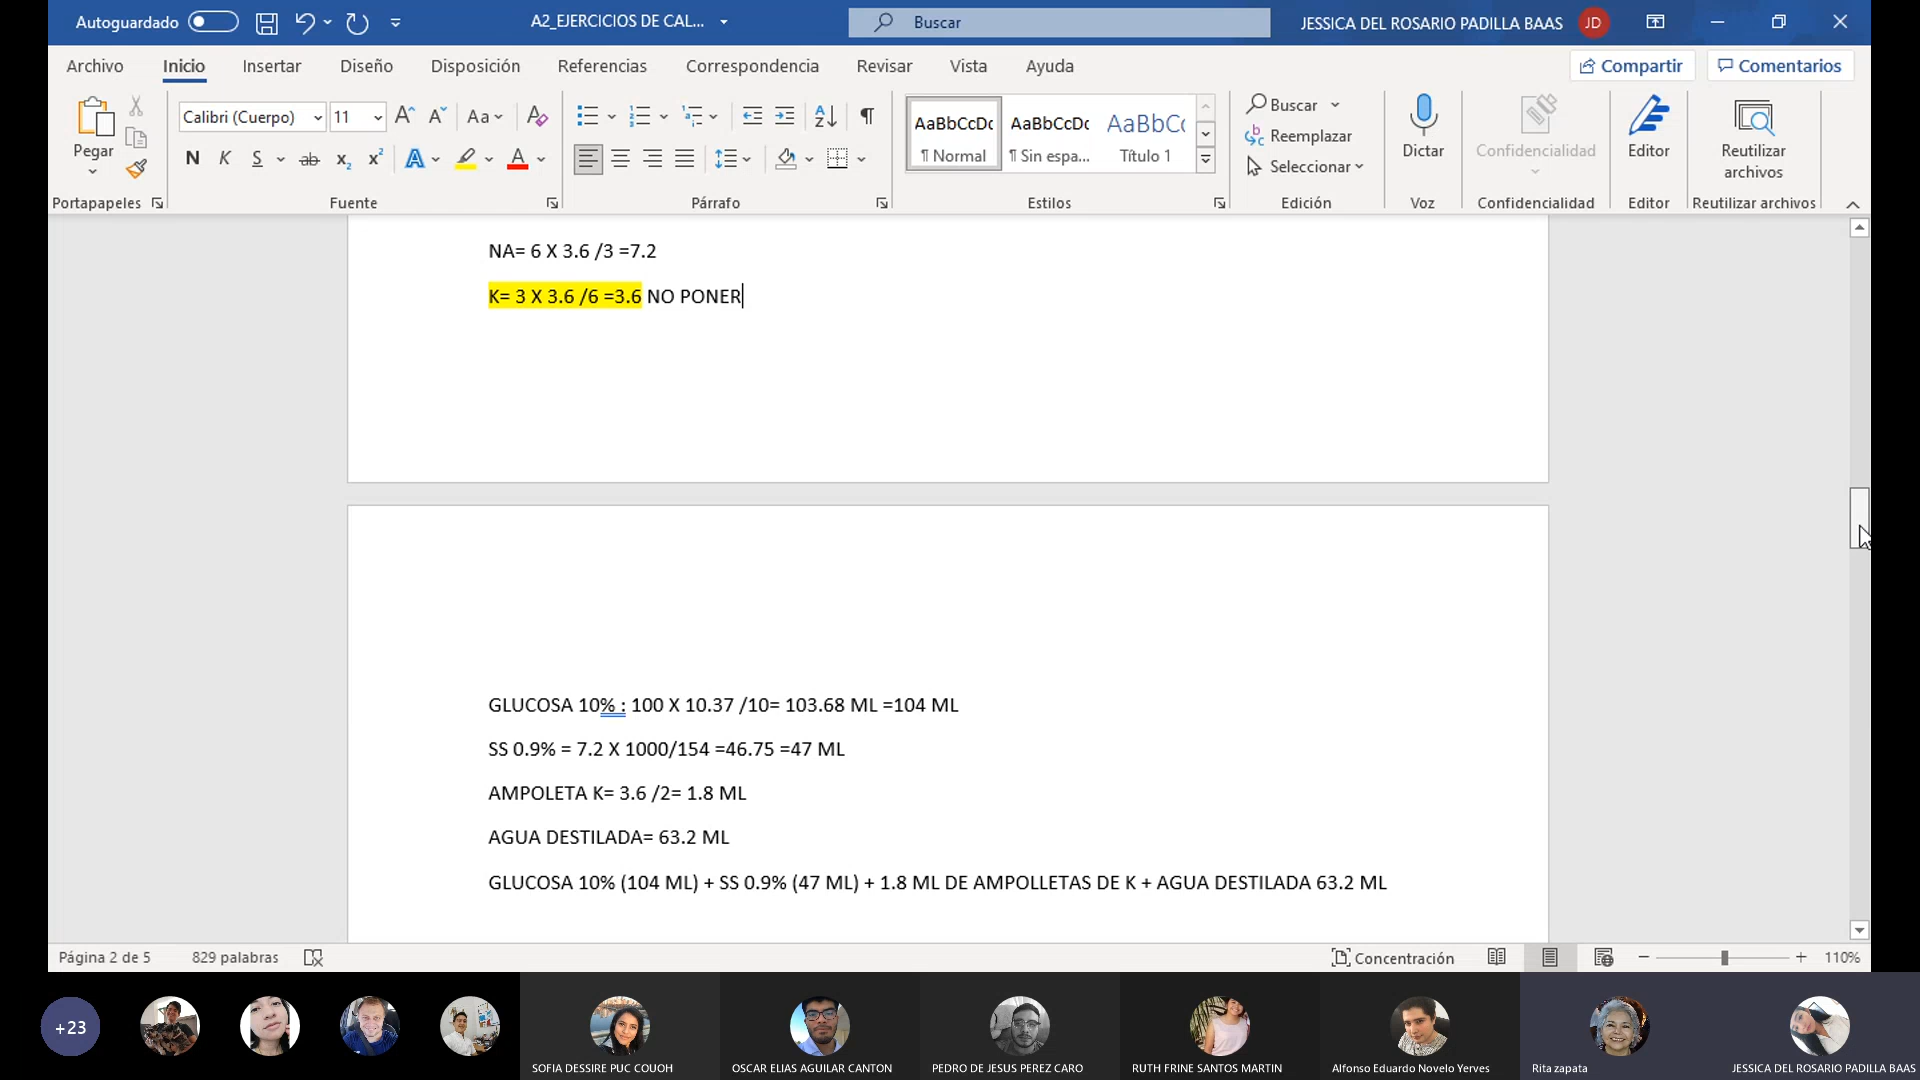 Autoguardado
A2_EJERCICIOS DE CAL...
Buscar
JESSICA DEL ROSARIO PADILLA BAAS
JD
Archivo Inicio Insertar Diseño Disposición Referencias Correspondencia Revisar Vista Ayuda
Compartir
Comentarios
Pegar
Portapapeles
Calibri (Cuerpo) 11
Aa
N K S ab x₂ x² A A
Fuente
Párrafo
AaBbCcDc AaBbCcDc AaBbCc
¶ Normal ¶ Sin espa... Título 1
Estilos
Buscar
Reemplazar
Seleccionar
Edición
Dictar
Voz
Confidencialidad
Confidencialidad
Editor
Editor
Reutilizar
archivos
Reutilizar archivos
NA= 6 X 3.6 /3 =7.2
K= 3 X 3.6 /6 =3.6 NO PONER
GLUCOSA 10% : 100 X 10.37 /10= 103.68 ML =104 ML
SS 0.9% = 7.2 X 1000/154 =46.75 =47 ML
AMPOLETA K= 3.6 /2= 1.8 ML
AGUA DESTILADA= 63.2 ML
GLUCOSA 10% (104 ML) + SS 0.9% (47 ML) + 1.8 ML DE AMPOLLETAS DE K + AGUA DESTILADA 63.2 ML
Página 2 de 5 829 palabras
Concentración
110%
+23
SOFIA DESSIRE PUC COUOH
OSCAR ELIAS AGUILAR CANTON
PEDRO DE JESUS PEREZ CARO
RUTH FRINE SANTOS MARTIN
Alfonso Eduardo Novelo Yerves
Rita zapata
JESSICA DEL ROSARIO PADILLA BAAS